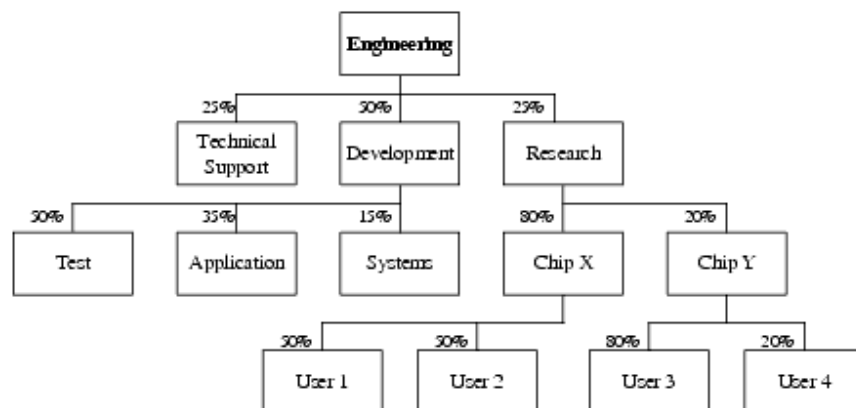 Engineering
25%
50%
25%
Technical
Support
Development
Research
50%
35%
15%
80%
20%
Test
Application
Systems
Chip X
Chip Y
50%
50%
80%
20%
User 1
User 2
User 3
User 4